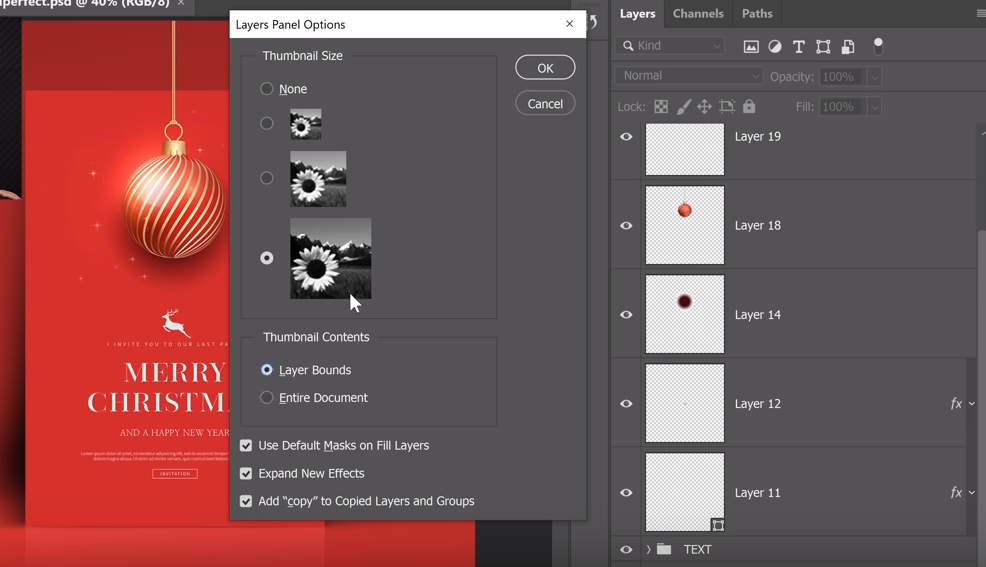 perfect.psd @ 40% (RGB/8) ×
Layers Panel Options
×
Thumbnail Size
None
OK
Cancel
Thumbnail Contents
Layer Bounds
Entire Document
Use Default Masks on Fill Layers
Expand New Effects
Add “copy” to Copied Layers and Groups
I INVITE YOU TO OUR LAST PA
MERRY
CHRISTMA
AND A HAPPY NEW YEAR
INVITATION
Layers Channels Paths
Kind
Normal Opacity: 100%
Lock: Fill: 100%
Layer 19
Layer 18
Layer 14
Layer 12 fx
Layer 11 fx
TEXT